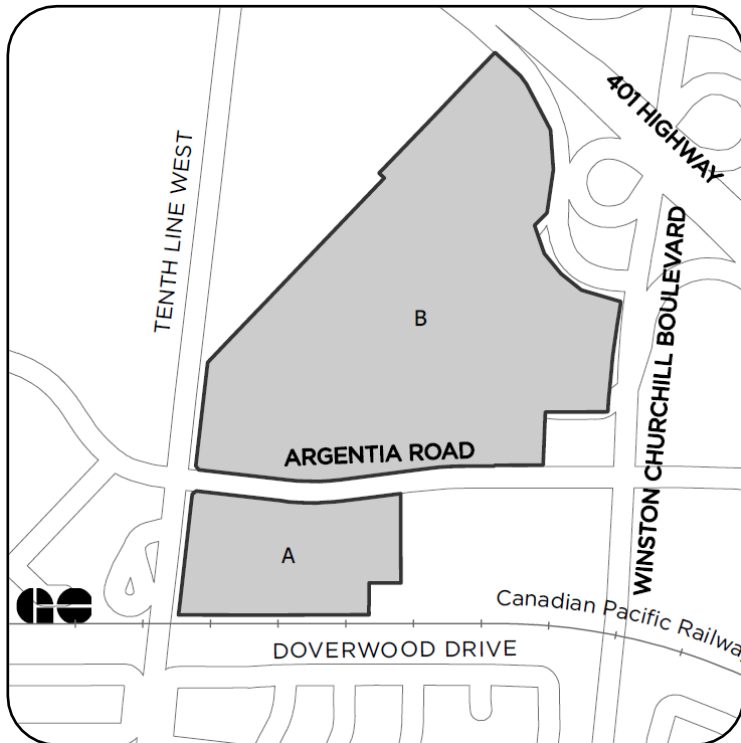 401 HIGHWAY
TENTH LINE WEST
WINSTON CHURCHILL BOULEVARD
B
ARGENTIA ROAD
A
GO
Canadian Pacific Railway
DOVERWOOD DRIVE